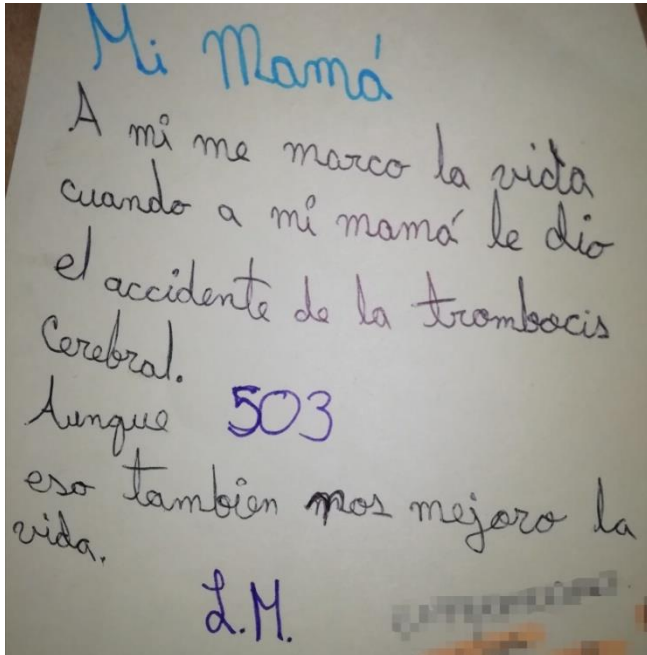 Mi Mamá
A mi me marco la vida
cuando a mi mamá le dio
el accidente de la trombocis
Cerebral.
Aunque 503
eso tambien nos mejoro la
vida.
L.M.